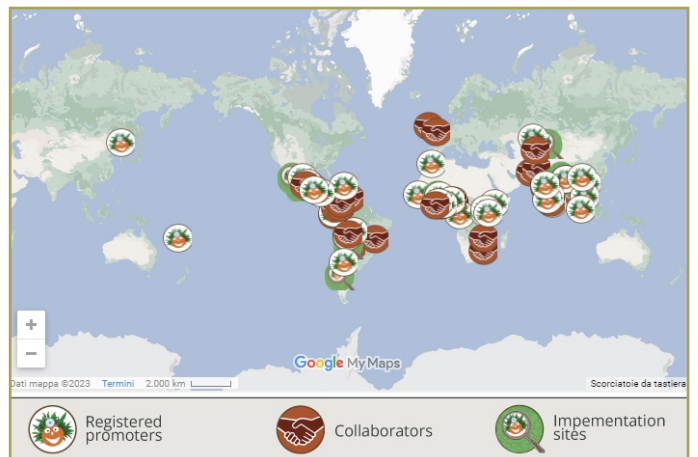 +
−
Google My Maps
Dati mappa ©2023 Termini 2.000 km Scorciatoie da tastiera
Registered
promoters
Collaborators
Impementation
sites